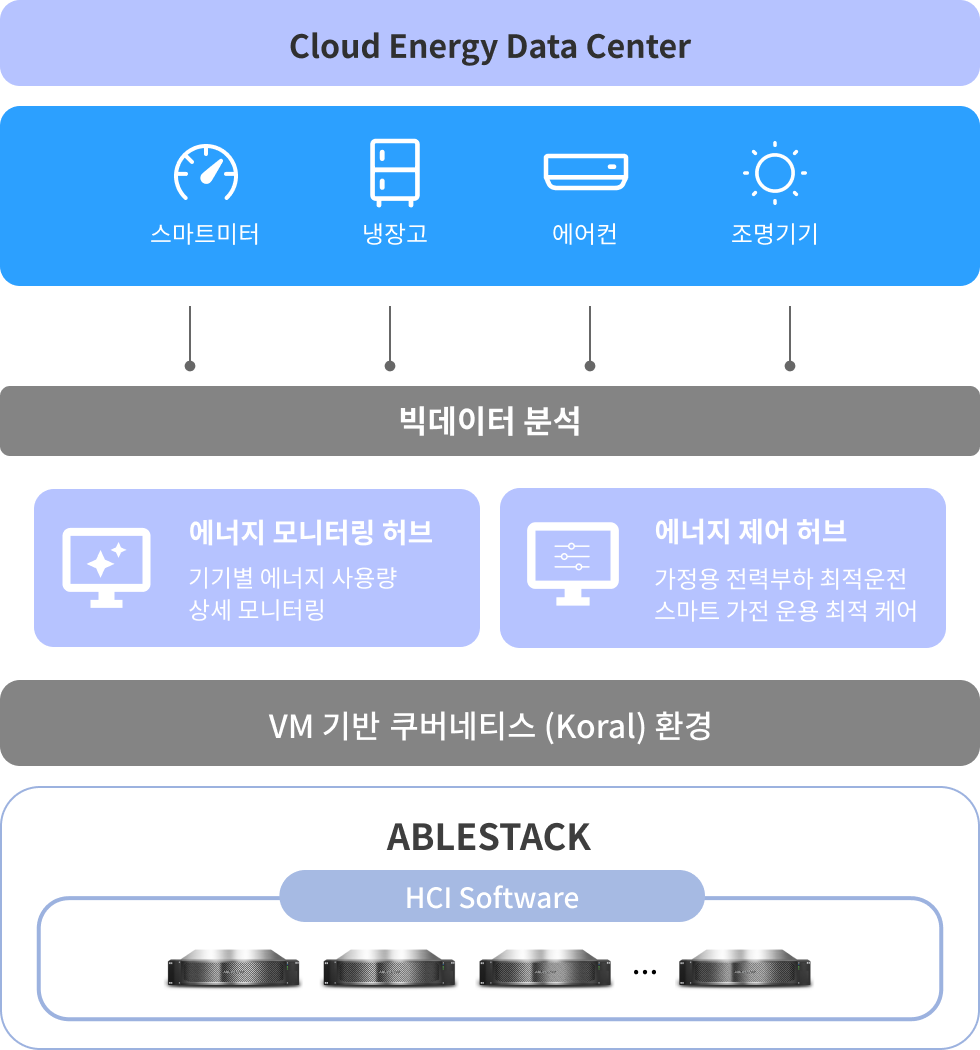 Cloud Energy Data Center
스마트미터 냉장고 에어컨 조명기기
빅데이터 분석
에너지 모니터링 허브
기기별 에너지 사용량
상세 모니터링
에너지 제어 허브
가정용 전력부하 최적운전
스마트 가전 운용 최적 케어
VM 기반 쿠버네티스 (Koral) 환경
ABLESTACK
HCI Software
...